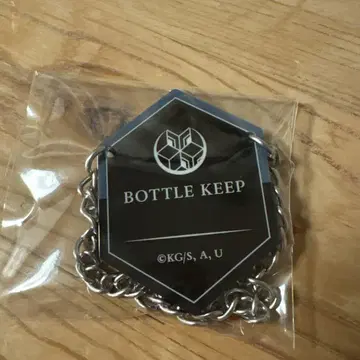 BOTTLE KEEP
©KG/S, A, U